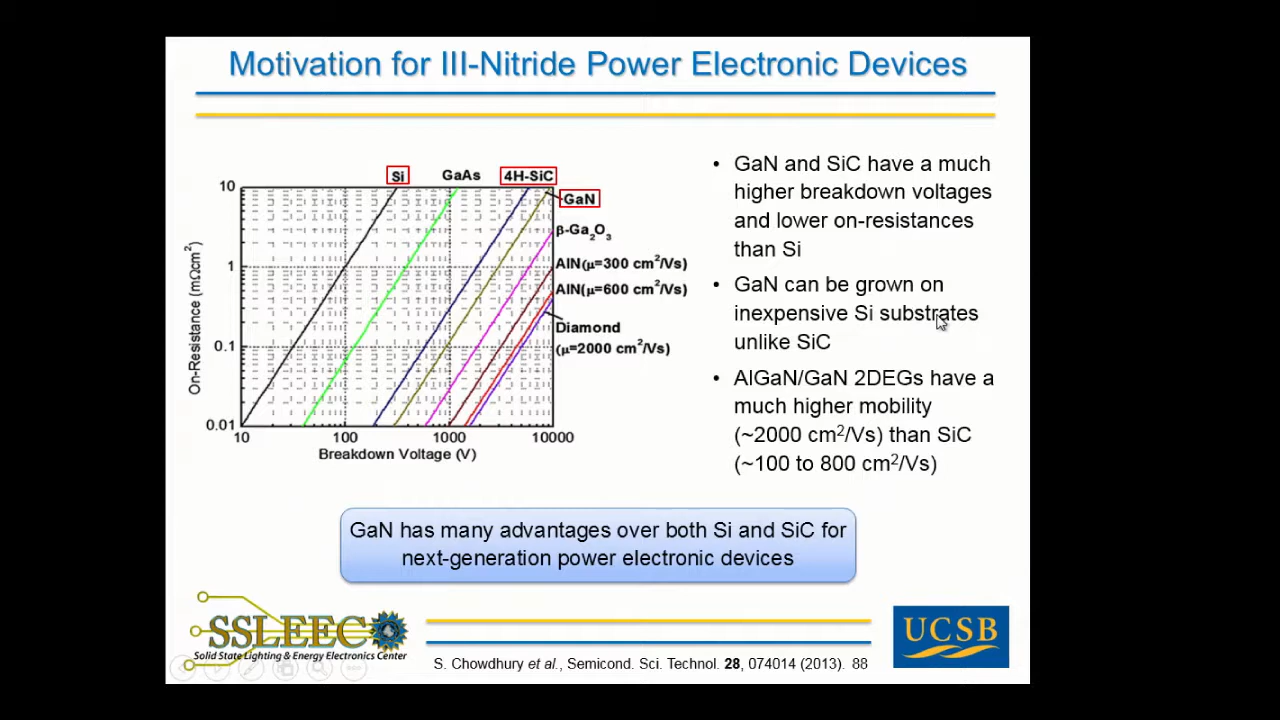 Motivation for III-Nitride Power Electronic Devices
Si GaAs 4H-SiC
GaN
β-Ga₂O₃
AlN(μ=300 cm²/Vs)
AlN(μ=600 cm²/Vs)
Diamond
(μ=2000 cm²/Vs)
10
1
0.1
0.01
On-Resistance (mΩcm²)
10 100 1000 10000
Breakdown Voltage (V)
• GaN and SiC have a much
higher breakdown voltages
and lower on-resistances
than Si
• GaN can be grown on
inexpensive Si substrates
unlike SiC
• AlGaN/GaN 2DEGs have a
much higher mobility
(~2000 cm²/Vs) than SiC
(~100 to 800 cm²/Vs)
GaN has many advantages over both Si and SiC for
next-generation power electronic devices
SSLEEC
Solid State Lighting & Energy Electronics Center
S. Chowdhury et al., Semicond. Sci. Technol. 28, 074014 (2013). 88
UCSB